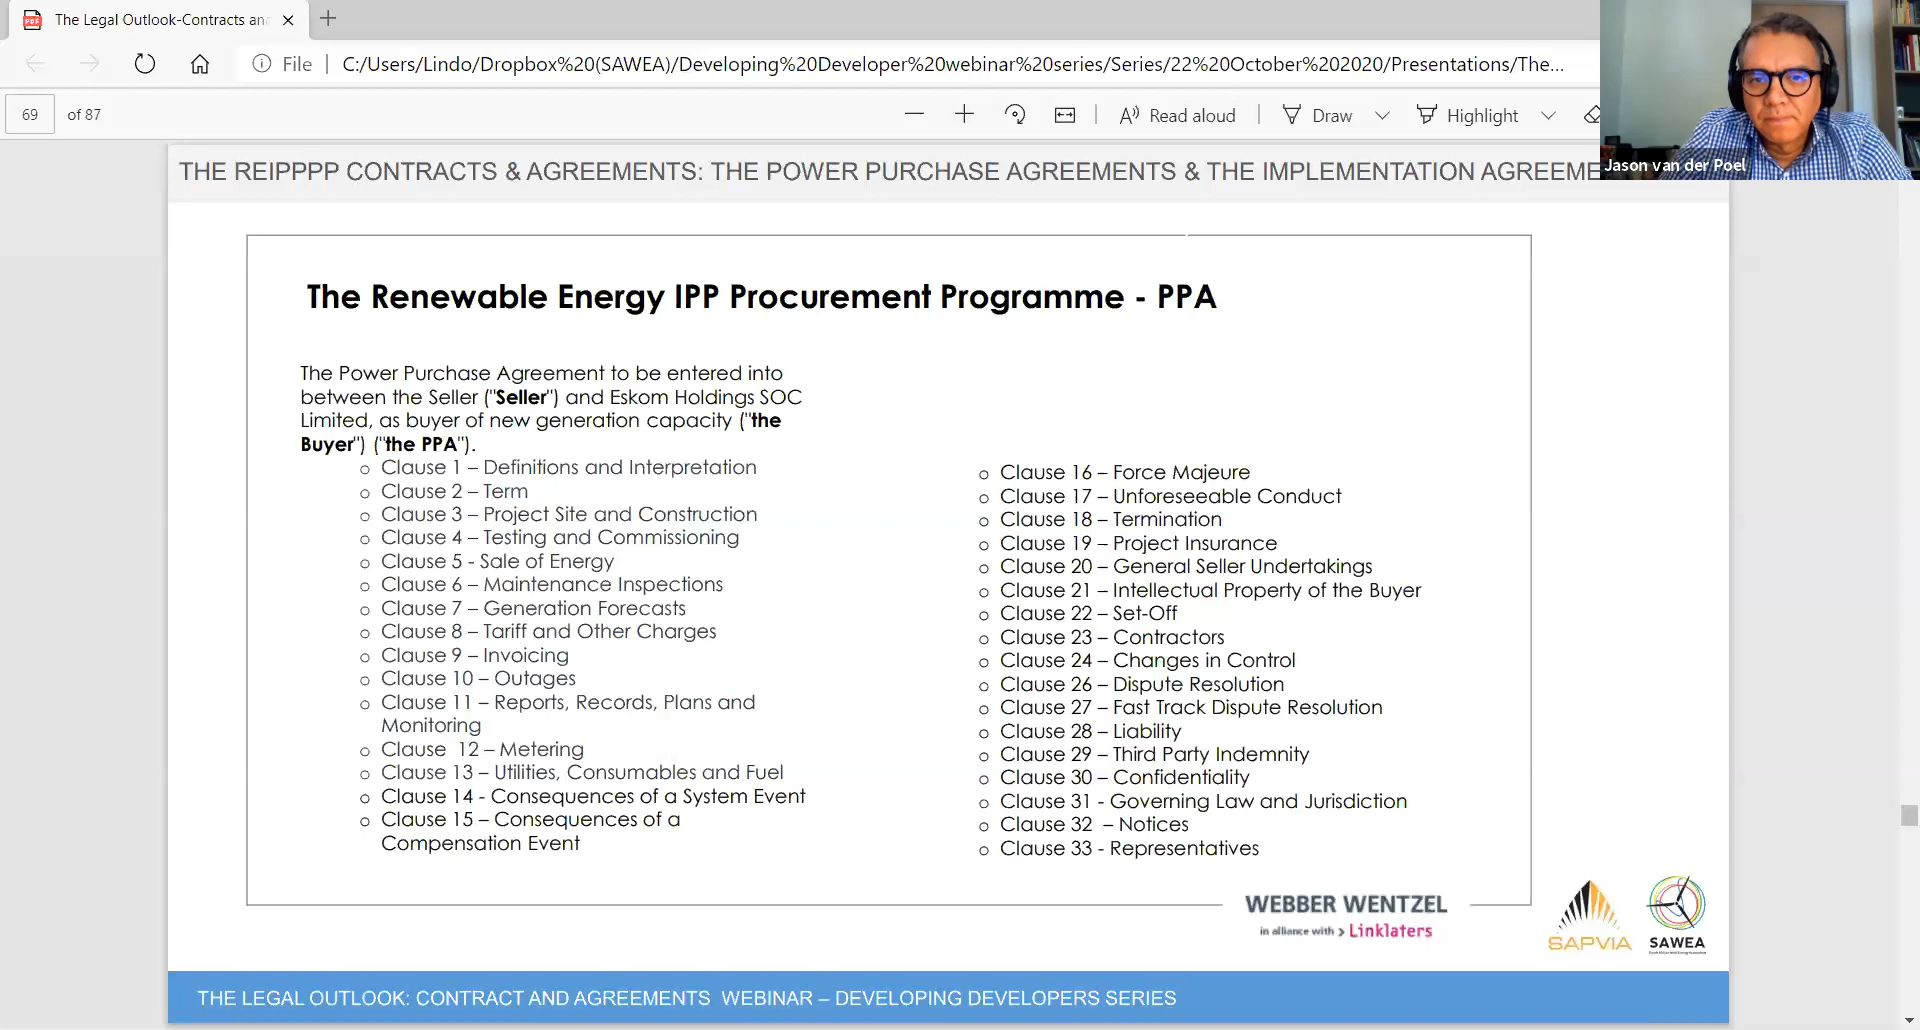 The Legal Outlook-Contracts an
File
C:/Users/Lindo/Dropbox%20(SAWEA)/Developing%20Developer%20webinar%20series/Series/22%20October%202020/Presentations/The...
69 of 87
Read aloud
Draw
Highlight
Jason van der Poel
THE REIPPPP CONTRACTS & AGREEMENTS: THE POWER PURCHASE AGREEMENTS & THE IMPLEMENTATION AGREEME
The Renewable Energy IPP Procurement Programme - PPA
The Power Purchase Agreement to be entered into
between the Seller ("Seller") and Eskom Holdings SOC
Limited, as buyer of new generation capacity ("the
Buyer") ("the PPA").
o Clause 1 – Definitions and Interpretation
o Clause 2 – Term
o Clause 3 – Project Site and Construction
o Clause 4 – Testing and Commissioning
o Clause 5 - Sale of Energy
o Clause 6 – Maintenance Inspections
o Clause 7 – Generation Forecasts
o Clause 8 – Tariff and Other Charges
o Clause 9 – Invoicing
o Clause 10 – Outages
o Clause 11 – Reports, Records, Plans and
Monitoring
o Clause  12 – Metering
o Clause 13 – Utilities, Consumables and Fuel
o Clause 14 - Consequences of a System Event
o Clause 15 – Consequences of a
Compensation Event
o Clause 16 – Force Majeure
o Clause 17 – Unforeseeable Conduct
o Clause 18 – Termination
o Clause 19 – Project Insurance
o Clause 20 – General Seller Undertakings
o Clause 21 – Intellectual Property of the Buyer
o Clause 22 – Set-Off
o Clause 23 – Contractors
o Clause 24 – Changes in Control
o Clause 26 – Dispute Resolution
o Clause 27 – Fast Track Dispute Resolution
o Clause 28 – Liability
o Clause 29 – Third Party Indemnity
o Clause 30 – Confidentiality
o Clause 31 - Governing Law and Jurisdiction
o Clause 32  – Notices
o Clause 33 - Representatives
WEBBER WENTZEL
in alliance with > Linklaters
SAPVIA
SAWEA
THE LEGAL OUTLOOK: CONTRACT AND AGREEMENTS  WEBINAR – DEVELOPING DEVELOPERS SERIES